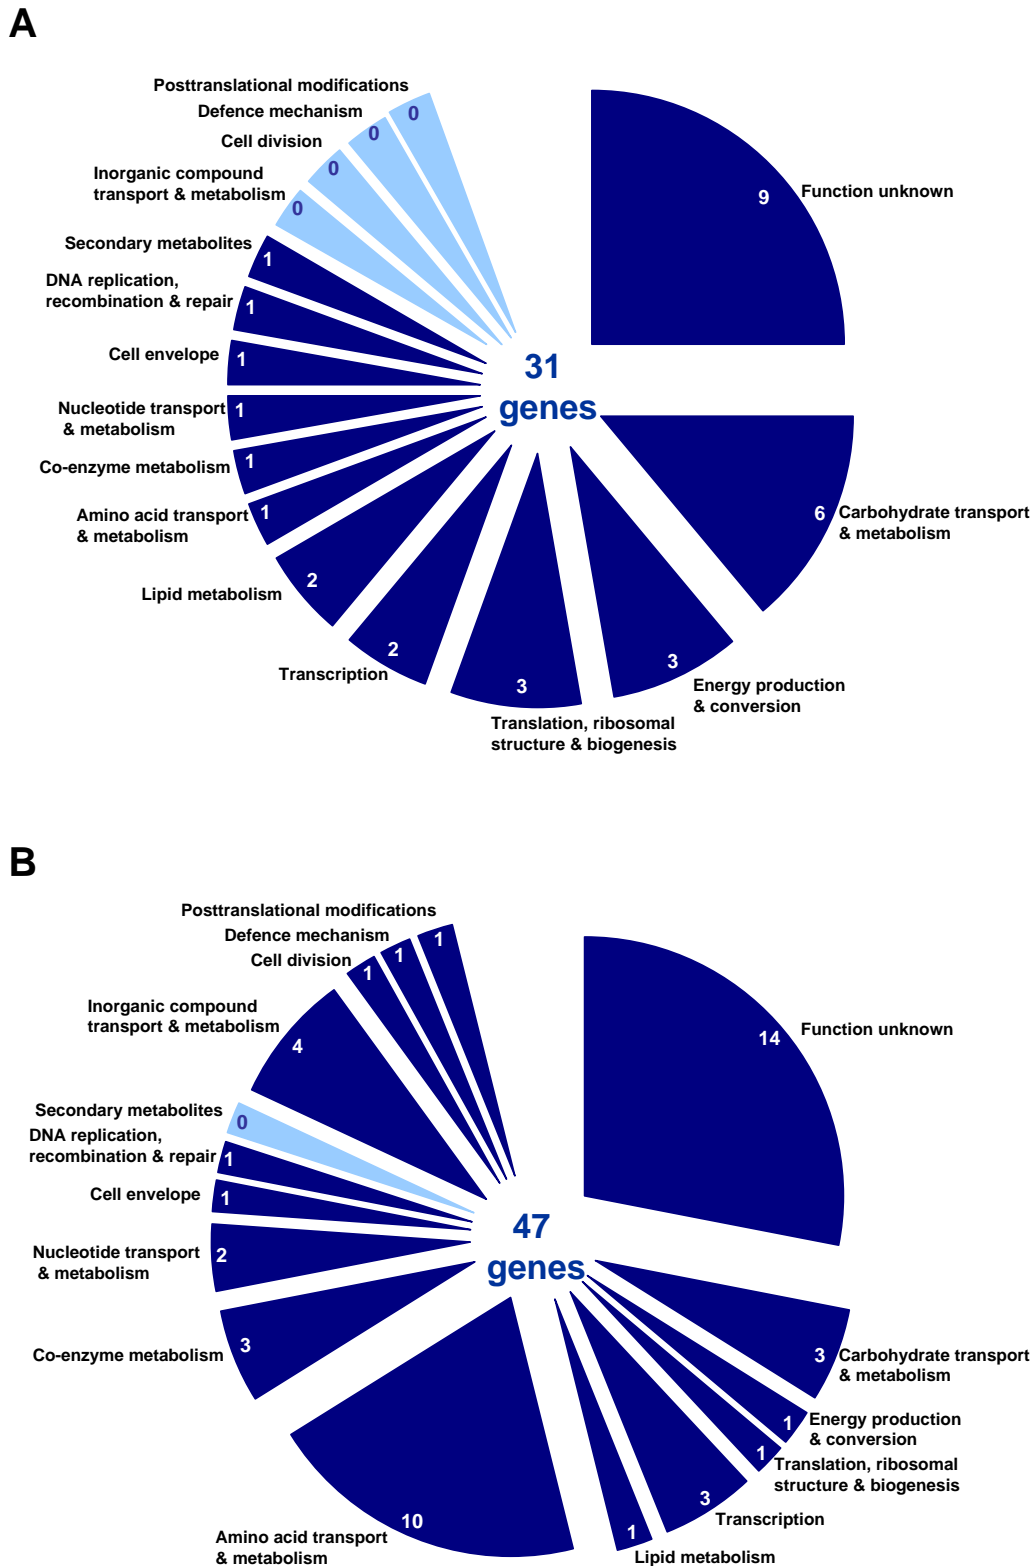 A
Posttranslational modifications
0
Defence mechanism
0
Cell division
0
Inorganic compound
transport & metabolism
0
Secondary metabolites
1
DNA replication,
recombination & repair
1
Cell envelope
1
Nucleotide transport
& metabolism
1
Co-enzyme metabolism
1
Amino acid transport
& metabolism
1
Lipid metabolism
2
Transcription
2
Translation, ribosomal
structure & biogenesis
3
Energy production
& conversion
3
Carbohydrate transport
& metabolism
6
Function unknown
9
31
genes
B
Posttranslational modifications
1
Defence mechanism
1
Cell division
1
Inorganic compound
transport & metabolism
4
Secondary metabolites
0
DNA replication,
recombination & repair
1
Cell envelope
1
Nucleotide transport
& metabolism
2
Co-enzyme metabolism
3
Amino acid transport
& metabolism
10
Lipid metabolism
1
Transcription
3
Translation, ribosomal
structure & biogenesis
1
Energy production
& conversion
1
Carbohydrate transport
& metabolism
3
Function unknown
14
47
genes